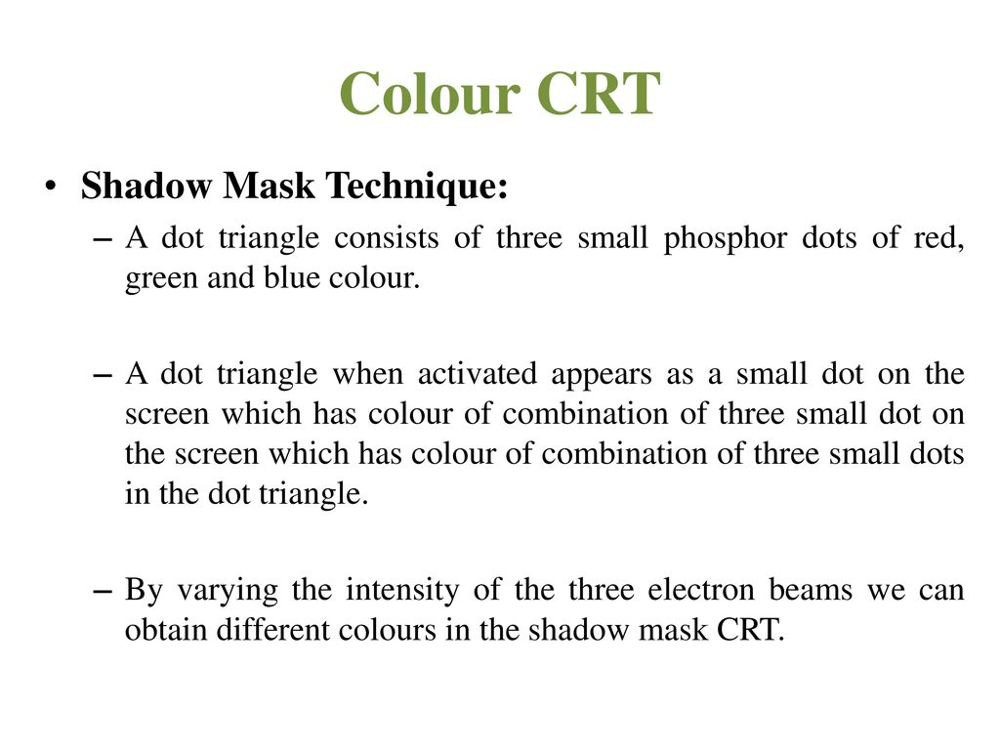 Colour CRT
• Shadow Mask Technique:
– A dot triangle consists of three small phosphor dots of red,
green and blue colour.
– A dot triangle when activated appears as a small dot on the
screen which has colour of combination of three small dot on
the screen which has colour of combination of three small dots
in the dot triangle.
– By varying the intensity of the three electron beams we can
obtain different colours in the shadow mask CRT.